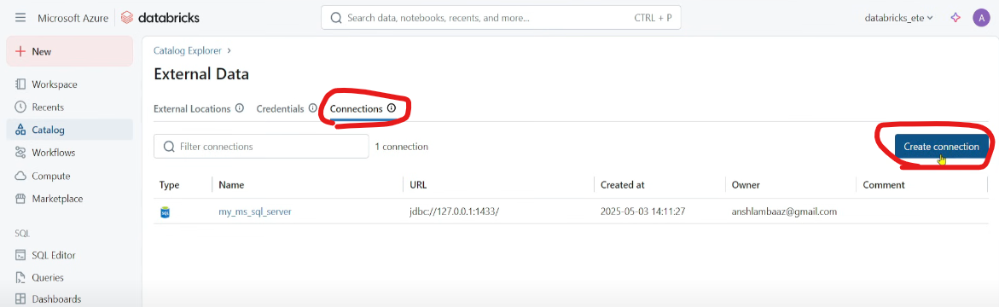 Microsoft Azure databricks Search data, notebooks, recents, and more... CTRL + P databricks_ete A
New
Workspace
Recents
Catalog
Workflows
Compute
Marketplace
SQL
SQL Editor
Queries
Dashboards
Catalog Explorer >
External Data
External Locations Credentials Connections
Filter connections 1 connection Create connection
Type Name URL Created at Owner Comment
SQL my_ms_sql_server jdbc://127.0.0.1:1433/ 2025-05-03 14:11:27 anshlambaaz@gmail.com